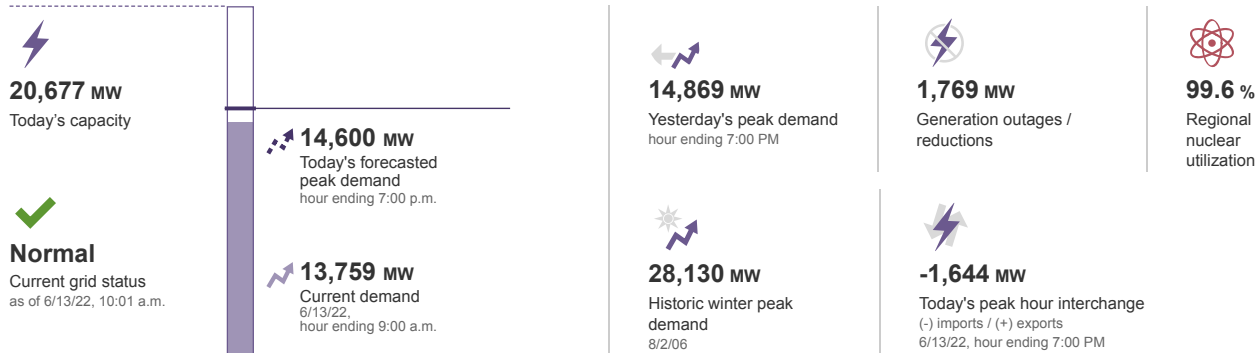 20,677 MW
Today's capacity
Normal
Current grid status
as of 6/13/22, 10:01 a.m.
14,600 MW
Today's forecasted
peak demand
hour ending 7:00 p.m.
13,759 MW
Current demand
6/13/22,
hour ending 9:00 a.m.
14,869 MW
Yesterday's peak demand
hour ending 7:00 PM
1,769 MW
Generation outages /
reductions
99.6 %
Regional
nuclear
utilization
28,130 MW
Historic winter peak
demand
8/2/06
-1,644 MW
Today's peak hour interchange
(-) imports / (+) exports
6/13/22, hour ending 7:00 PM